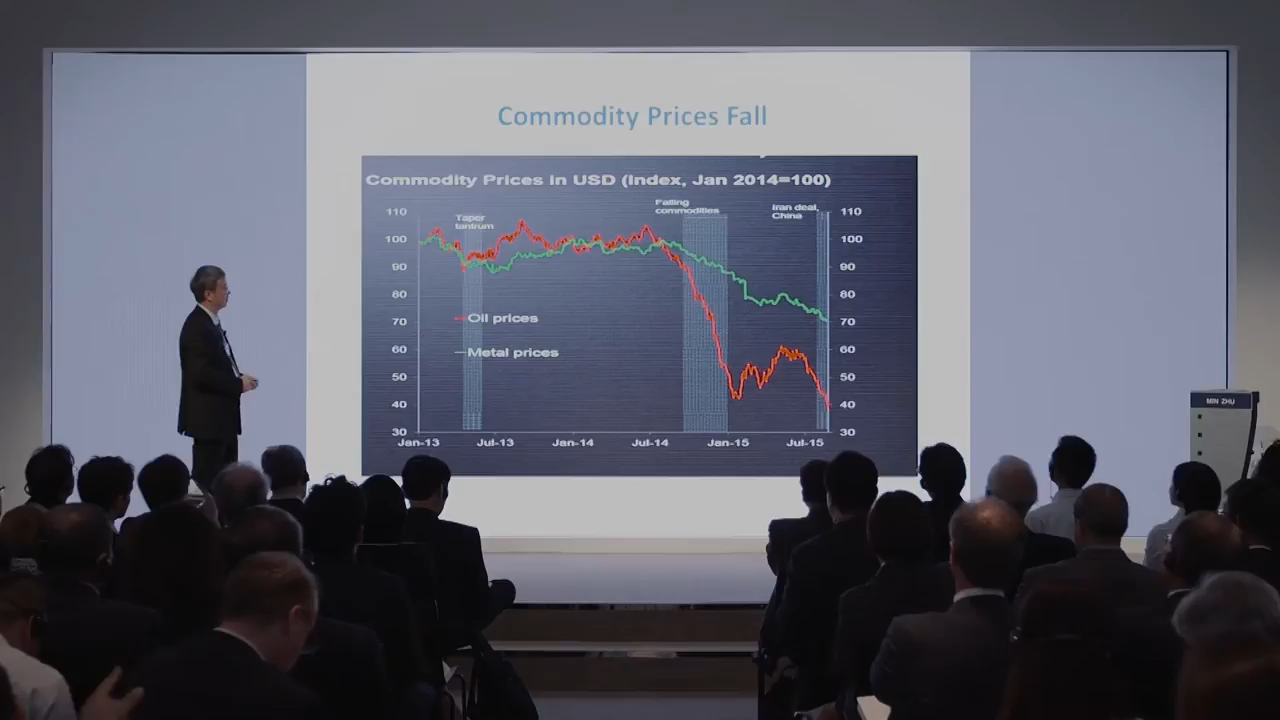 Commodity Prices Fall
Commodity Prices in USD (Index, Jan 2014=100)
Taper
tantrum
Falling
commodities
Iran deal,
China
110
100
90
80
70
60
50
40
30
110
100
90
80
70
60
50
40
30
Oil prices
Metal prices
Jan-13
Jul-13
Jan-14
Jul-14
Jan-15
Jul-15
MIN ZHU